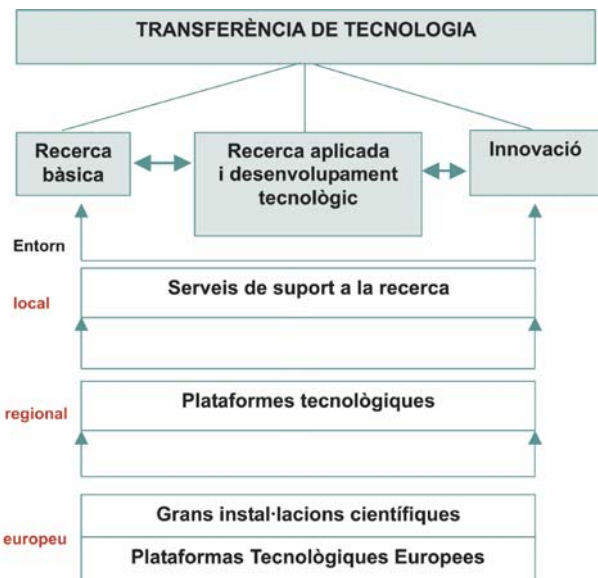 TRANSFERÈNCIA DE TECNOLOGIA
Recerca
bàsica
Recerca aplicada
i desenvolupament
tecnològic
Innovació
Entorn
local
Serveis de suport a la recerca
regional
Plataformes tecnològiques
europeu
Grans instal·lacions científiques
Plataformas Tecnològiques Europees